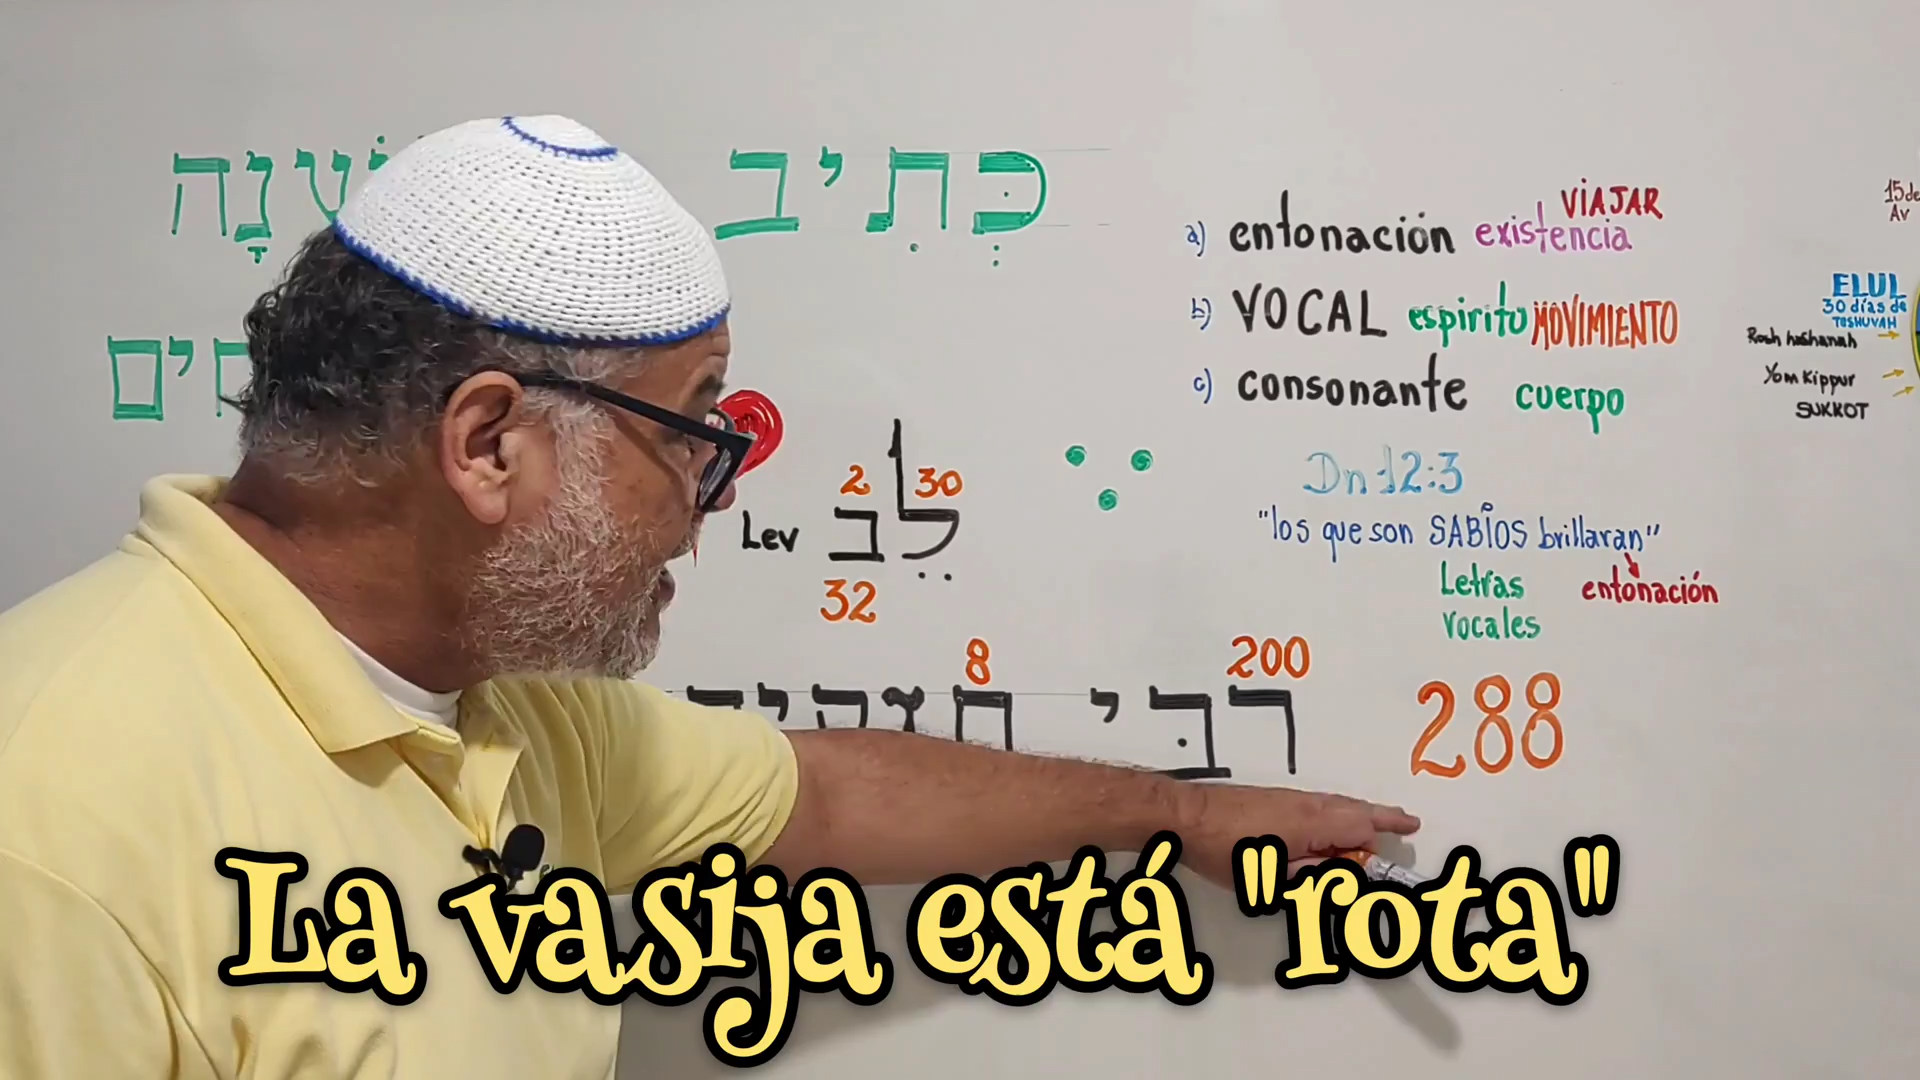 כְּתִיב
a) entonación existencia VIAJAR
b) VOCAL espiritu MOVIMIENTO
c) consonante cuerpo
15 de
Av
ELUL
30 días de
TESHUVAH
Rosh hashanah
Yom Kippur
SUKKOT
2 30
Lev לֵב
32
Dn 12:3
"los que son SABIOS brillaran"
Letras entonación
vocales
8 200
רבּי
288
La vasija está "rota"